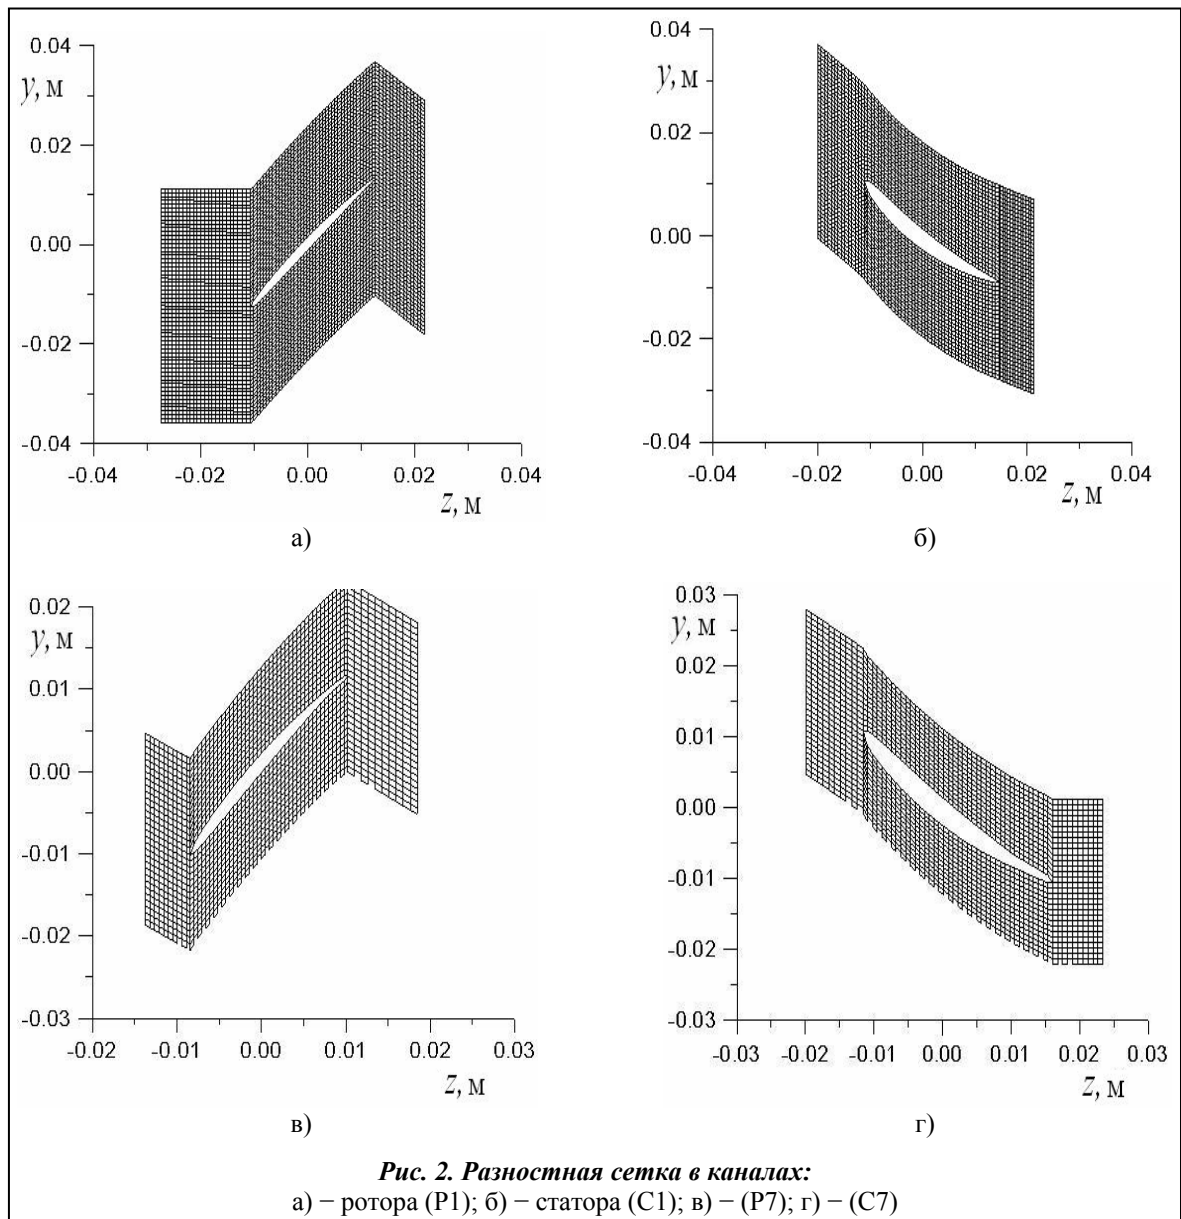 0.04
y, м
0.02
0.00
-0.02
-0.04
-0.04 -0.02 0.00 0.02 0.04
z, м
а)
0.04
y, м
0.02
0.00
-0.02
-0.04
-0.04 -0.02 0.00 0.02 0.04
z, м
б)
0.02
y, м
0.01
0.00
-0.01
-0.02
-0.03
-0.02 -0.01 0.00 0.01 0.02 0.03
z, м
в)
0.03
y, м
0.02
0.01
0.00
-0.01
-0.02
-0.03
-0.03 -0.02 -0.01 0.00 0.01 0.02 0.03
z, м
г)
Рис. 2. Разностная сетка в каналах:
а) − ротора (Р1); б) − статора (С1); в) − (Р7); г) − (С7)